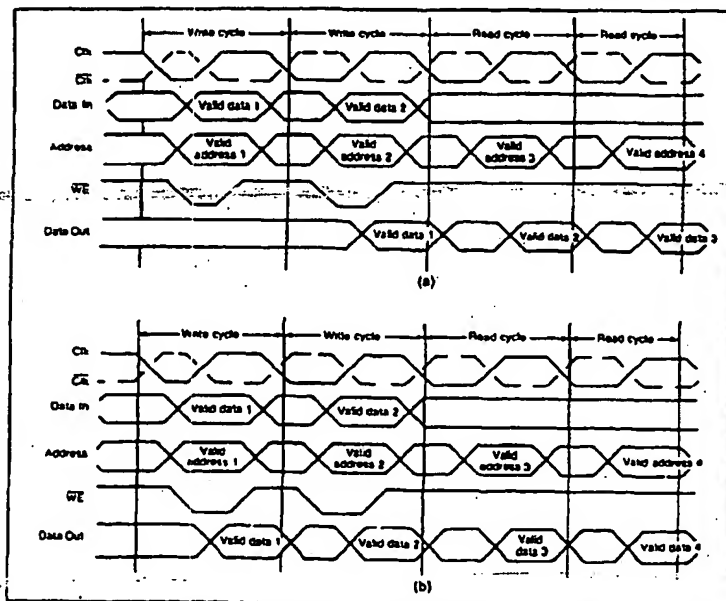 Write cycle Write cycle Read cycle Read cycle
CR
CR
Data In Valid data 1 Valid data 2
Address Valid address 1 Valid address 2 Valid address 3 Valid address 4
WE
Data Out Valid data 1 Valid data 2 Valid data 3
(a)
Write cycle Write cycle Read cycle Read cycle
CR
CR
Data In Valid data 1 Valid data 2
Address Valid address 1 Valid address 2 Valid address 3 Valid address 4
WE
Data Out Valid data 1 Valid data 2 Valid data 3 Valid data 4
(b)